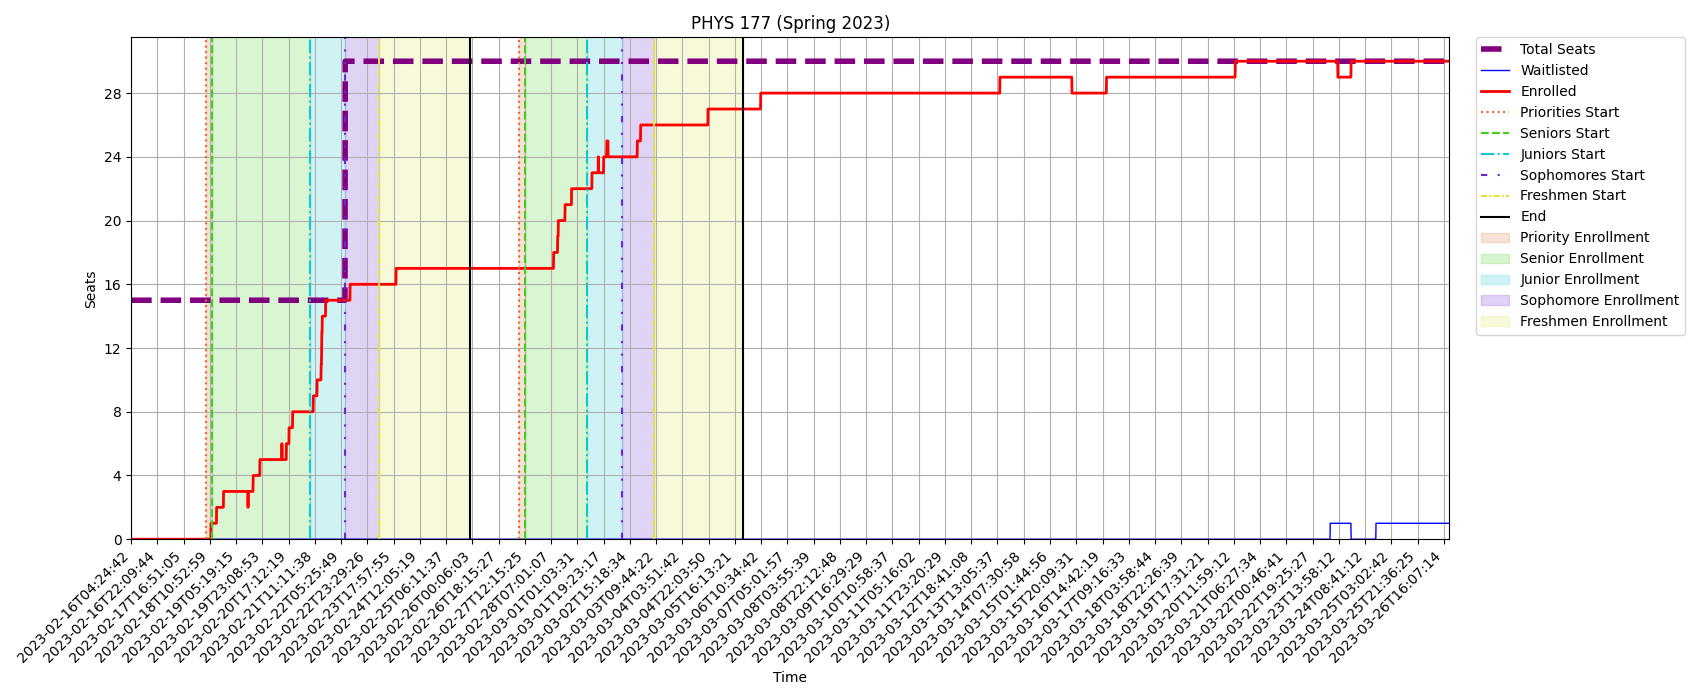 PHYS 177 (Spring 2023)
Seats
28
24
20
16
12
8
4
0
2023-02-16T04:24:42
2023-02-16T22:09:44
2023-02-17T16:51:05
2023-02-18T10:52:59
2023-02-19T05:19:15
2023-02-19T23:08:53
2023-02-20T17:12:19
2023-02-21T11:11:38
2023-02-22T05:25:49
2023-02-22T23:29:26
2023-02-23T17:57:55
2023-02-24T12:05:19
2023-02-25T06:11:37
2023-02-26T00:06:03
2023-02-26T18:15:27
2023-02-27T12:15:25
2023-02-28T07:01:07
2023-03-01T01:03:31
2023-03-01T19:23:17
2023-03-02T15:18:34
2023-03-03T09:44:22
2023-03-04T03:51:42
2023-03-04T22:03:50
2023-03-05T16:13:21
2023-03-06T10:34:42
2023-03-07T05:01:57
2023-03-08T03:55:39
2023-03-08T22:12:48
2023-03-09T16:29:29
2023-03-10T10:58:37
2023-03-11T05:16:02
2023-03-11T23:20:29
2023-03-12T18:41:08
2023-03-13T13:05:37
2023-03-14T07:30:58
2023-03-15T01:44:56
2023-03-15T20:09:31
2023-03-16T14:42:19
2023-03-17T09:16:33
2023-03-18T03:58:44
2023-03-18T22:26:39
2023-03-19T17:31:21
2023-03-20T11:59:12
2023-03-21T06:27:34
2023-03-22T00:46:41
2023-03-22T19:25:27
2023-03-23T13:58:12
2023-03-24T08:41:12
2023-03-25T03:02:42
2023-03-25T21:36:25
2023-03-26T16:07:14
Time
Total Seats
Waitlisted
Enrolled
Priorities Start
Seniors Start
Juniors Start
Sophomores Start
Freshmen Start
End
Priority Enrollment
Senior Enrollment
Junior Enrollment
Sophomore Enrollment
Freshmen Enrollment